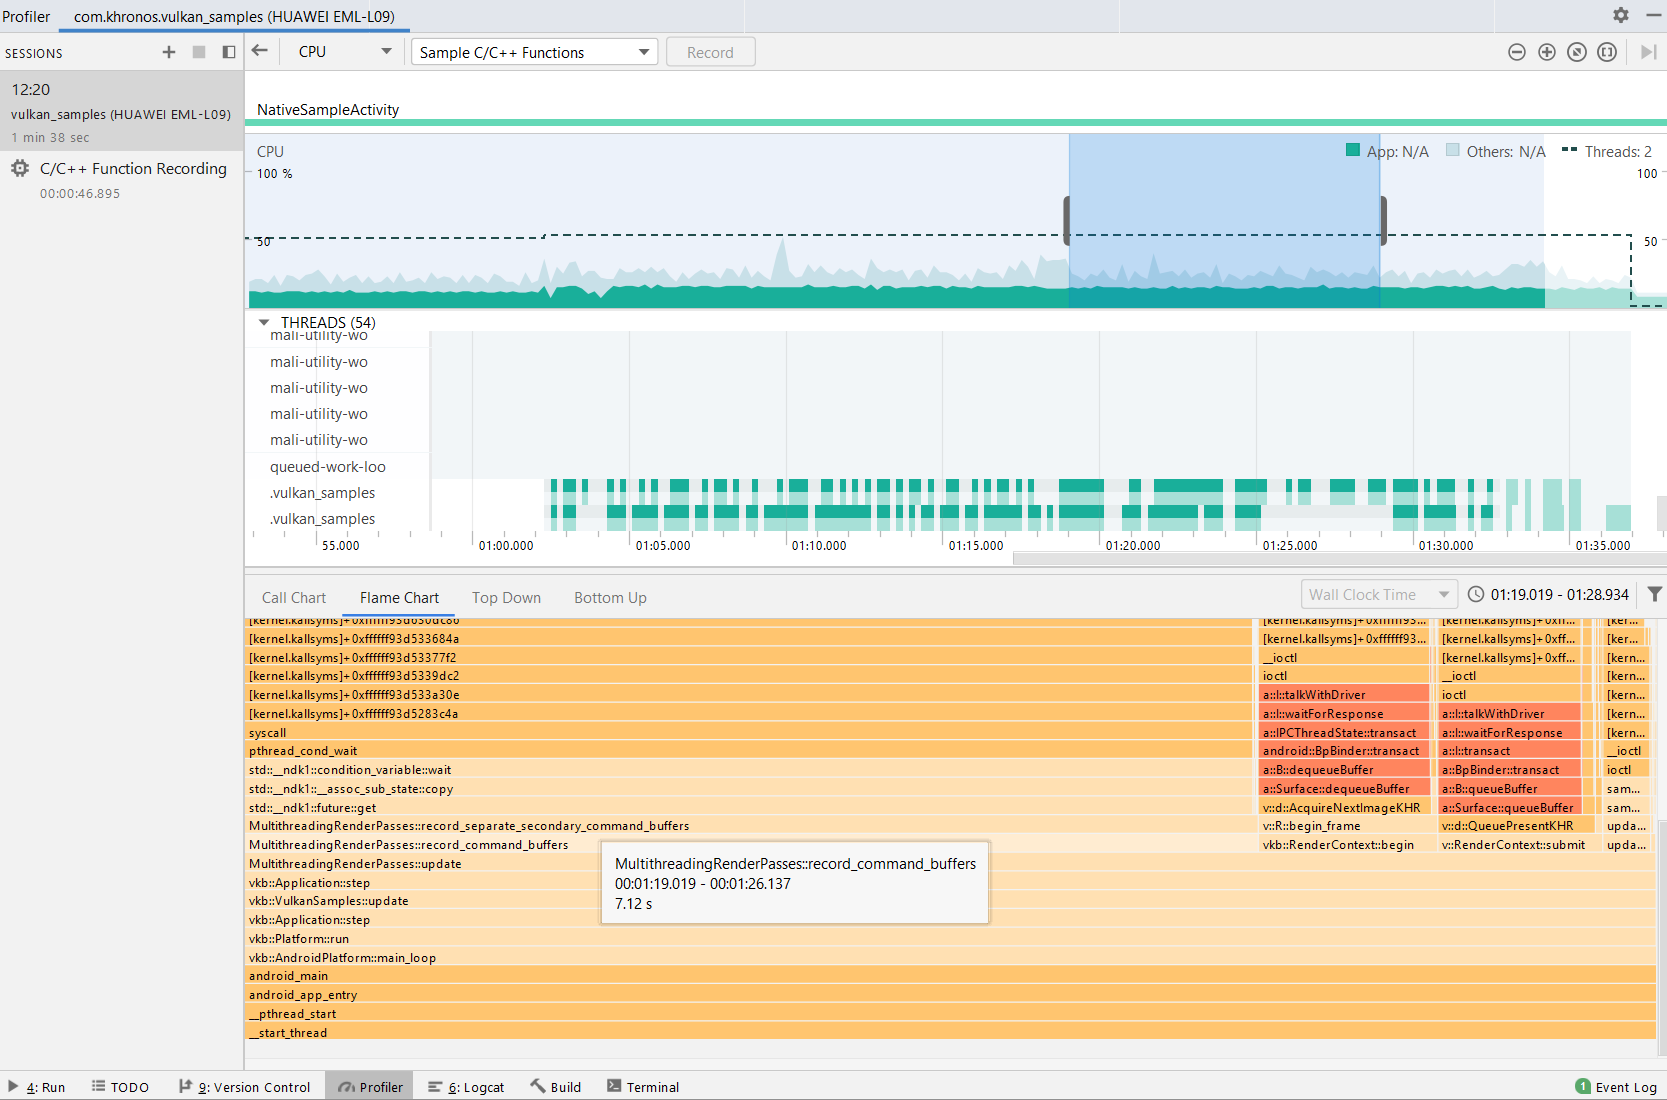 Profiler com.khronos.vulkan_samples (HUAWEI EML-L09)
SESSIONS CPU Sample C/C++ Functions Record
12:20
vulkan_samples (HUAWEI EML-L09)
1 min 38 sec
C/C++ Function Recording
00:00:46.895
NativeSampleActivity
CPU App: N/A Others: N/A Threads: 2
100 % 100
50 50
THREADS (54)
mali-utility-wo
mali-utility-wo
mali-utility-wo
mali-utility-wo
mali-utility-wo
queued-work-loo
.vulkan_samples
.vulkan_samples
55.000 01:00.000 01:05.000 01:10.000 01:15.000 01:20.000 01:25.000 01:30.000 01:35.000
Call Chart Flame Chart Top Down Bottom Up Wall Clock Time 01:19.019 - 01:28.934
[kernel.kallsyms]+0xffffff93... [kernel.kallsyms]+0xff... [ker...
[kernel.kallsyms]+0xffffff93d533684a [kernel.kallsyms]+0xffffff93... [kernel.kallsyms]+0xff... [ker...
[kernel.kallsyms]+0xffffff93d53377f2 __ioctl [kernel.kallsyms]+0xff... [kern...
[kernel.kallsyms]+0xffffff93d5339dc2 ioctl __ioctl [kern...
[kernel.kallsyms]+0xffffff93d533a30e a::I::talkWithDriver ioctl [kern...
[kernel.kallsyms]+0xffffff93d5283c4a a::I::waitForResponse a::I::talkWithDriver [kern...
syscall a::IPCThreadState::transact a::I::waitForResponse [kern...
pthread_cond_wait android::BpBinder::transact a::I::transact __ioctl
std::__ndk1::condition_variable::wait a::B::dequeueBuffer a::BpBinder::transact ioctl
std::__ndk1::__assoc_sub_state::copy a::Surface::dequeueBuffer a::B::queueBuffer sam...
std::__ndk1::future::get v::d::AcquireNextImageKHR a::Surface::queueBuffer sam...
MultithreadingRenderPasses::record_separate_secondary_command_buffers v::R::begin_frame v::d::QueuePresentKHR upda...
MultithreadingRenderPasses::record_command_buffers vkb::RenderContext::begin v::RenderContext::submit upda...
MultithreadingRenderPasses::update
vkb::Application::step
vkb::VulkanSamples::update
vkb::Application::step
vkb::Platform::run
vkb::AndroidPlatform::main_loop
android_main
android_app_entry
__pthread_start
__start_thread
MultithreadingRenderPasses::record_command_buffers
00:01:19.019 - 00:01:26.137
7.12 s
4: Run TODO 9: Version Control Profiler 6: Logcat Build Terminal 1 Event Log